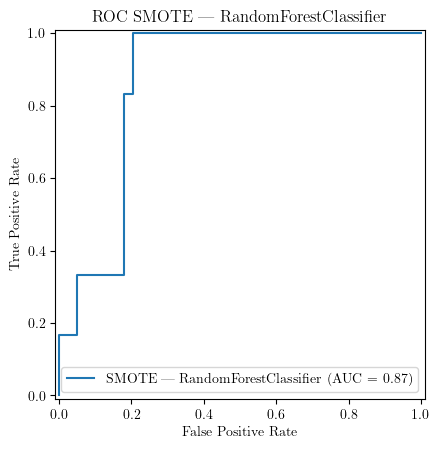 ROC SMOTE — RandomForestClassifier
1.0
0.8
0.6
0.4
0.2
0.0
True Positive Rate
SMOTE — RandomForestClassifier (AUC = 0.87)
0.0 0.2 0.4 0.6 0.8 1.0
False Positive Rate